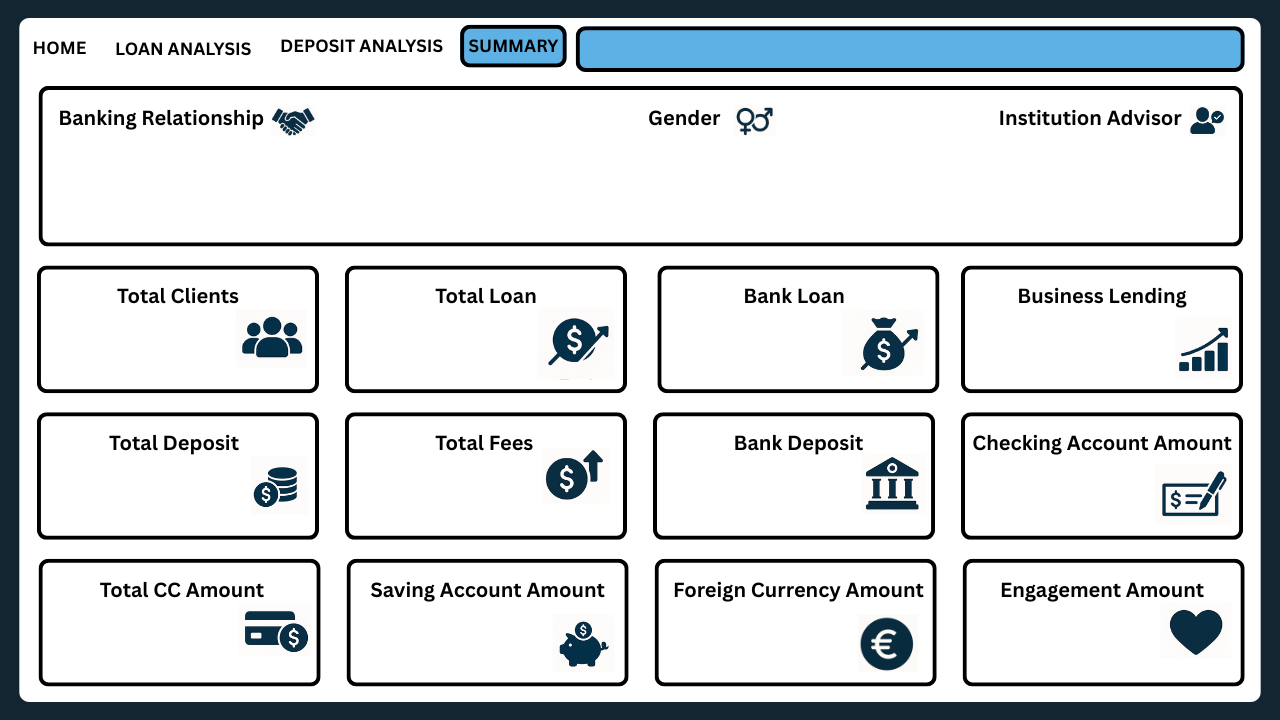 HOME
LOAN ANALYSIS
DEPOSIT ANALYSIS
SUMMARY
Banking Relationship
Gender
Institution Advisor
Total Clients
$
Total Loan
$
Bank Loan
Business Lending
Total Deposit
$
Total Fees
$
Bank Deposit
Checking Account Amount
$
Total CC Amount
$
Saving Account Amount
$
Foreign Currency Amount
€
Engagement Amount